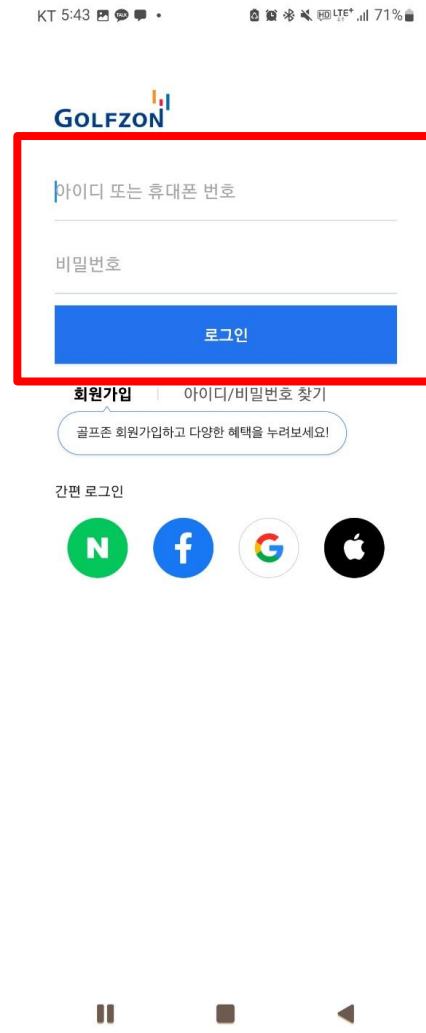 KT 5:43
HD LTE+ 71%
GOLFZON
아이디 또는 휴대폰 번호
비밀번호
로그인
회원가입 | 아이디/비밀번호 찾기
골프존 회원가입하고 다양한 혜택을 누려보세요!
간편 로그인
N f G